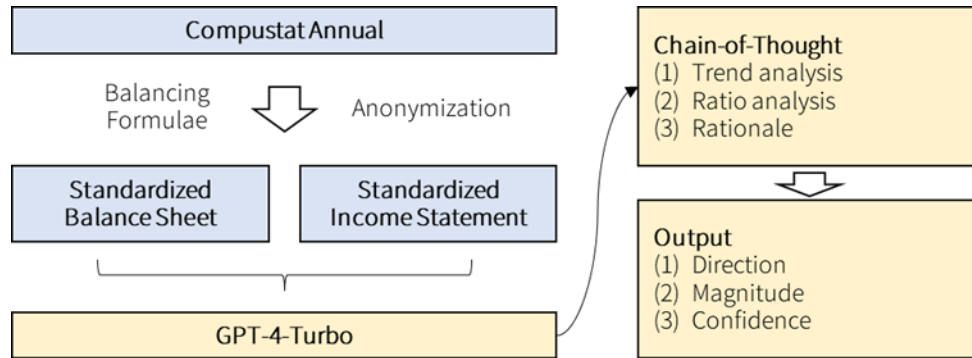 Compustat Annual
Balancing
Formulae
Anonymization
Standardized
Balance Sheet
Standardized
Income Statement
GPT-4-Turbo
Chain-of-Thought
(1) Trend analysis
(2) Ratio analysis
(3) Rationale
Output
(1) Direction
(2) Magnitude
(3) Confidence